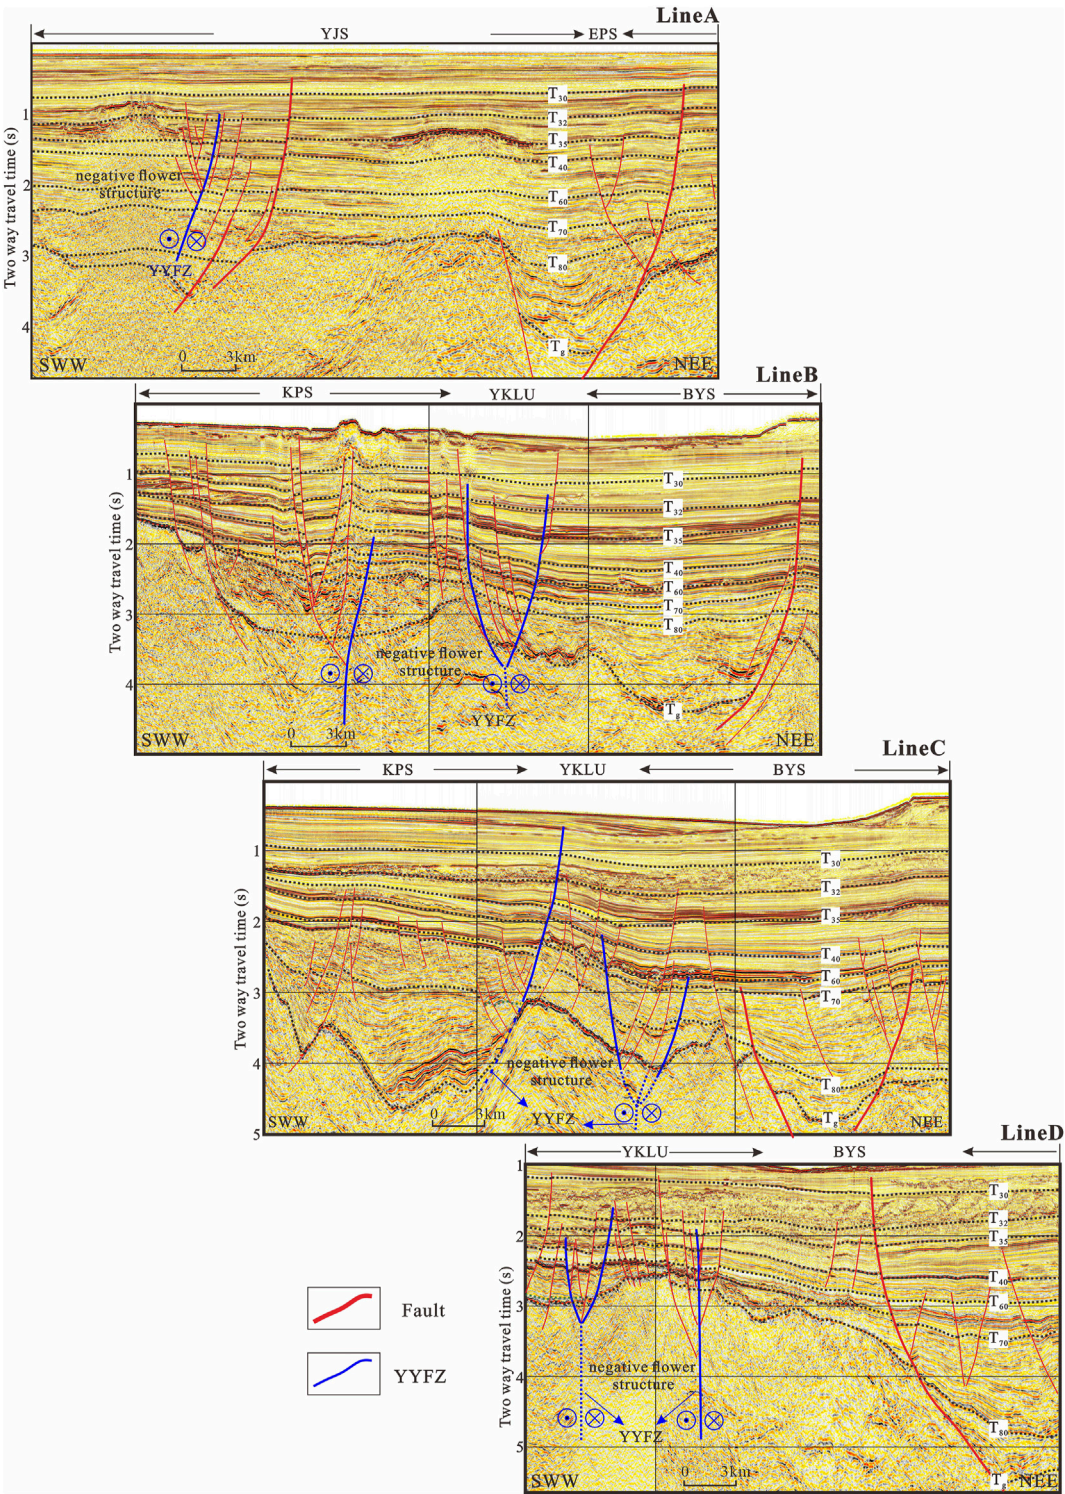 LineA
YJS EPS
Two way travel time (s)
1
2
3
4
T30
T32
T35
T40
T60
T70
T80
Tg
negative flower
structure
YYFZ
0 3km
SWW
NEE
LineB
KPS YKLU BYS
Two way travel time (s)
1
2
3
4
T30
T32
T35
T40
T60
T70
T80
Tg
negative flower
structure
YYFZ
0 3km
SWW
NEE
LineC
KPS YKLU BYS
Two way travel time (s)
1
2
3
4
5
T30
T32
T35
T40
T60
T70
T80
Tg
negative flower
structure
YYFZ
0 3km
SWW
NEE
LineD
YKLU BYS
Two way travel time (s)
1
2
3
4
5
T30
T32
T35
T40
T60
T70
T80
Tg
negative flower
structure
YYFZ
0 3km
SWW
NEE
Fault
YYFZ